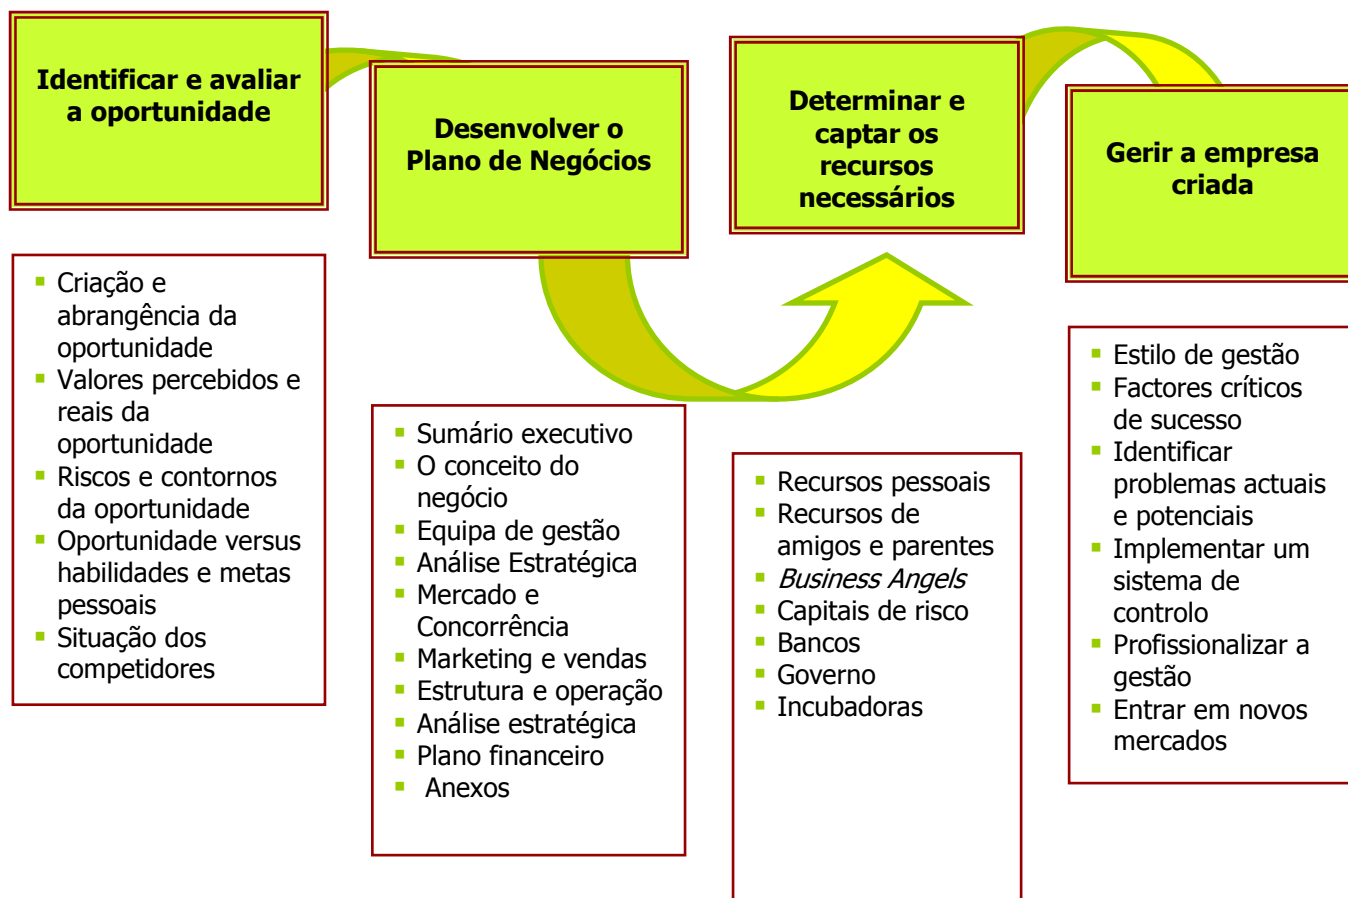 Identificar e avaliar
a oportunidade
Criação e
abrangência da
oportunidade
Valores percebidos e
reais da
oportunidade
Riscos e contornos
da oportunidade
Oportunidade versus
habilidades e metas
pessoais
Situação dos
competidores
Desenvolver o
Plano de Negócios
Sumário executivo
O conceito do
negócio
Equipa de gestão
Análise Estratégica
Mercado e
Concorrência
Marketing e vendas
Estrutura e operação
Análise estratégica
Plano financeiro
Anexos
Determinar e
captar os
recursos
necessários
Recursos pessoais
Recursos de
amigos e parentes
Business Angels
Capitais de risco
Bancos
Governo
Incubadoras
Gerir a empresa
criada
Estilo de gestão
Factores críticos
de sucesso
Identificar
problemas actuais
e potenciais
Implementar um
sistema de
controlo
Profissionalizar a
gestão
Entrar em novos
mercados